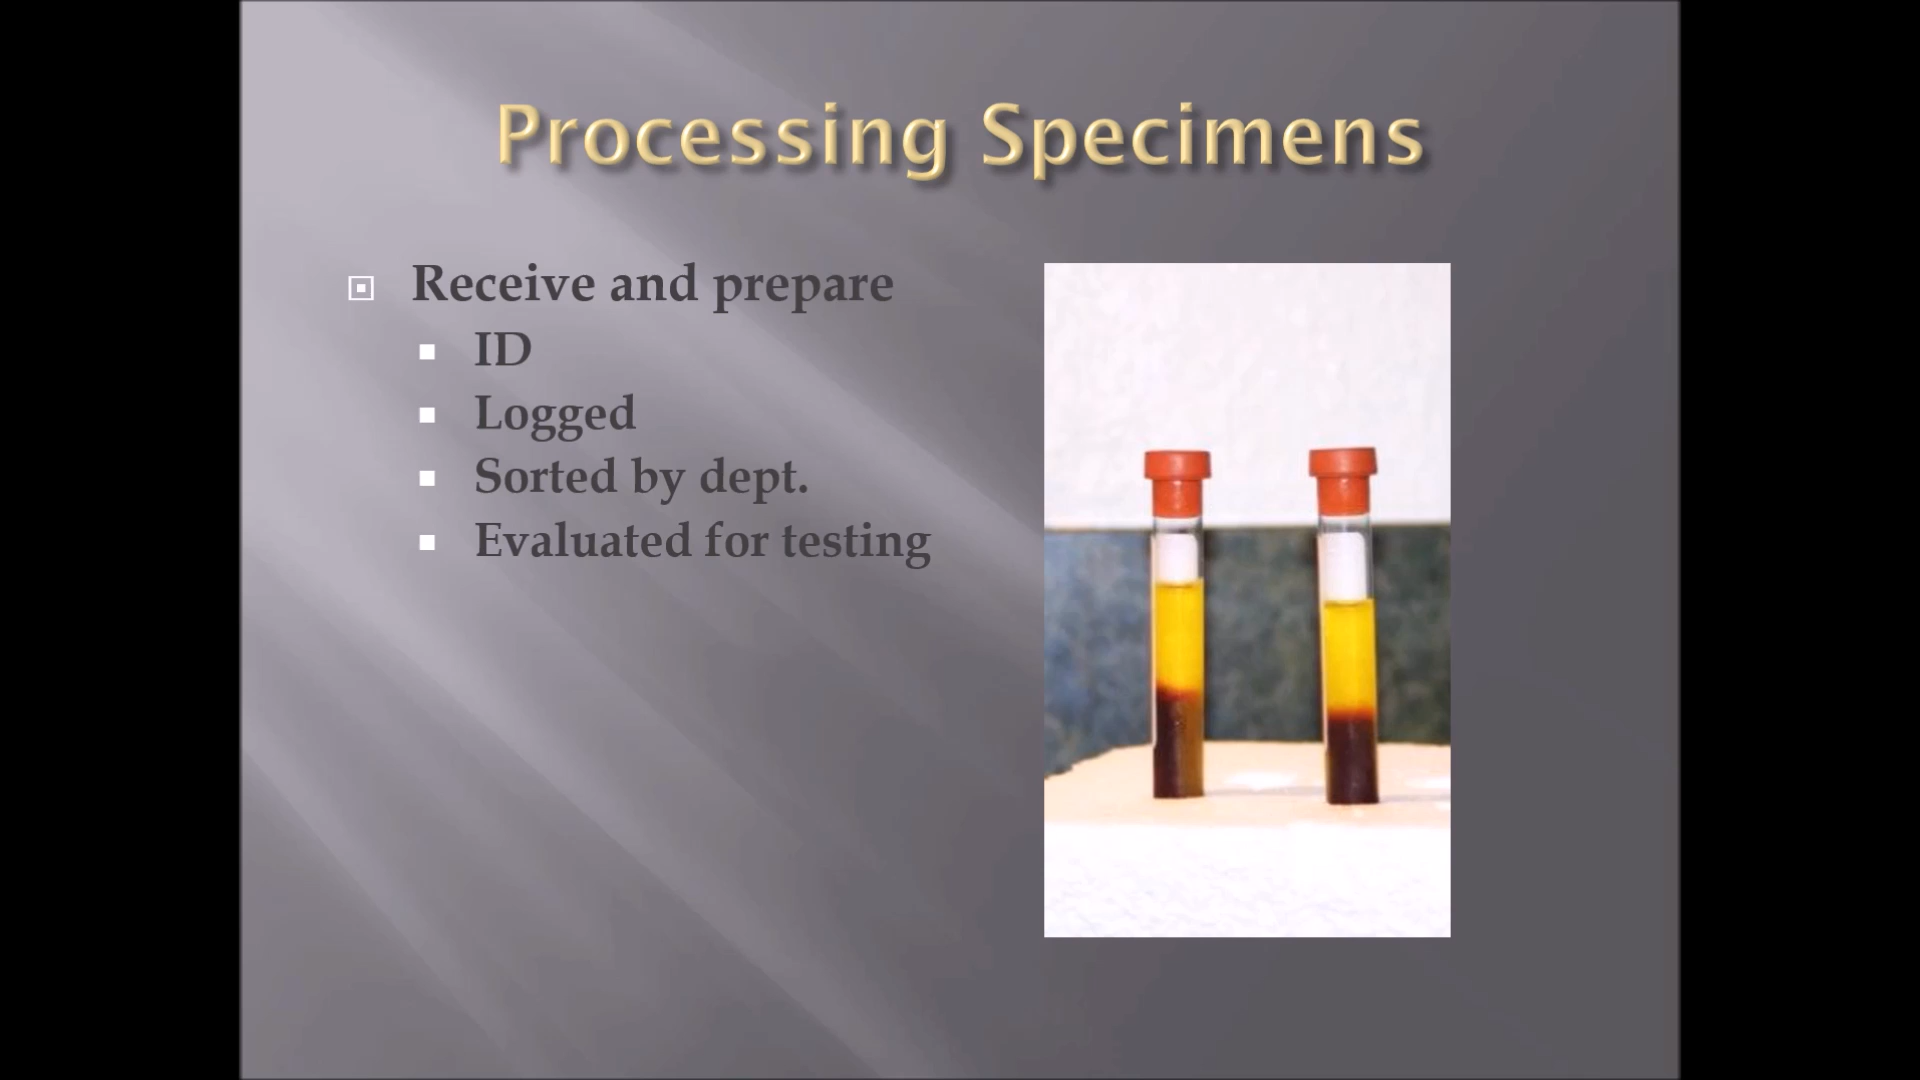 Processing Specimens
Receive and prepare
ID
Logged
Sorted by dept.
Evaluated for testing